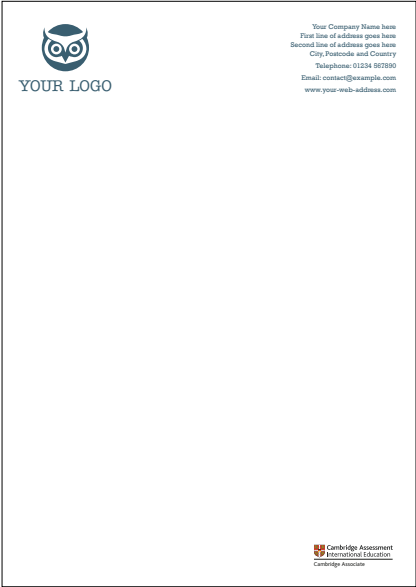 YOUR LOGO
Your Company Name here
First line of address goes here
Second line of address goes here
City, Postcode and Country
Telephone: 01234 567890
Email: contact@example.com
www.your-web-address.com
Cambridge Assessment
International Education
Cambridge Associate